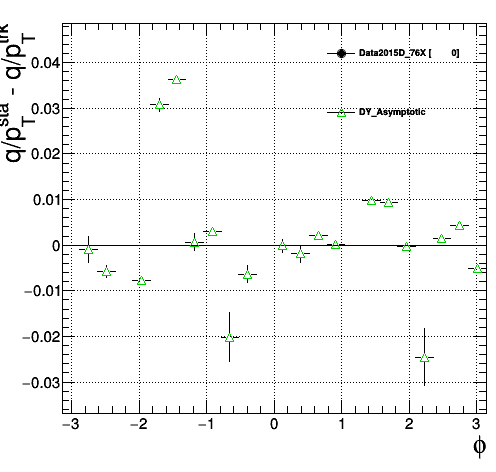 q/p_T^sta - q/p_T^trk
Data2015D_76X [ 0]
DY_Asymptotic
0.04
0.03
0.02
0.01
0
−0.01
−0.02
−0.03
−3 −2 −1 0 1 2 3
ϕ